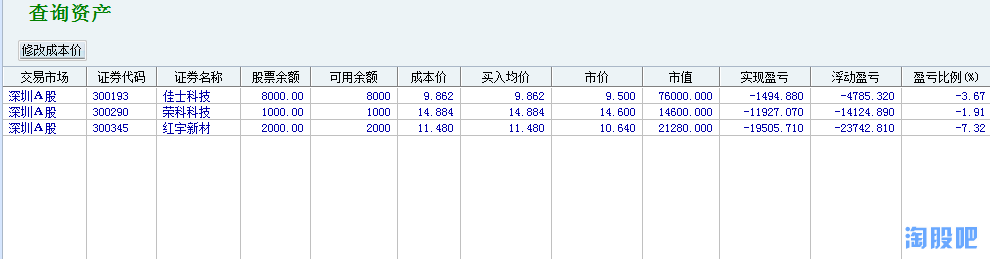 查询资产
修改成本价
交易市场 证券代码 证券名称 股票余额 可用余额 成本价 买入均价 市价 市值 实现盈亏 浮动盈亏 盈亏比例(%)
深圳A股 300193 佳士科技 8000.00 8000 9.862 9.862 9.500 76000.000 -1494.880 -4785.320 -3.67
深圳A股 300290 荣科科技 1000.00 1000 14.884 14.884 14.600 14600.000 -11927.070 -14124.890 -1.91
深圳A股 300345 红宇新材 2000.00 2000 11.480 11.480 10.640 21280.000 -19505.710 -23742.810 -7.32
淘股吧